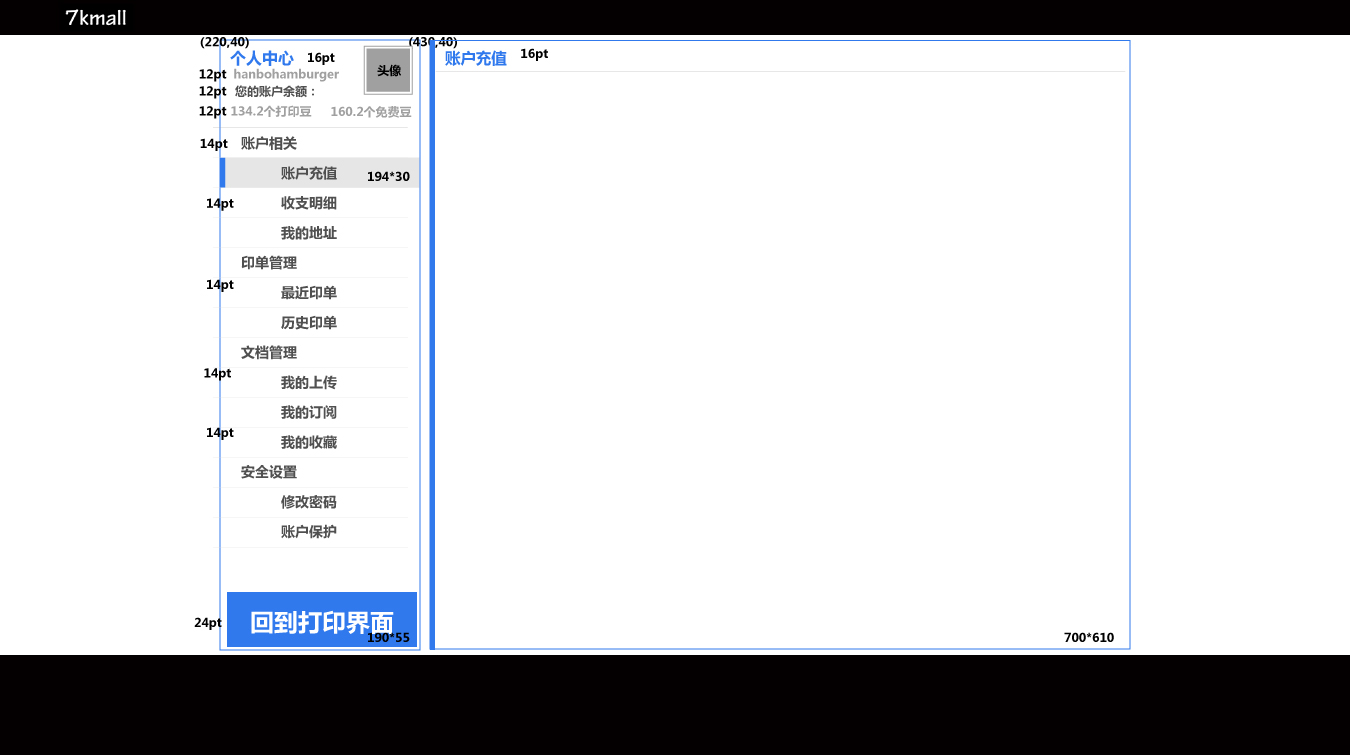 7kmall
(220,40)
(430,40)
个人中心 16pt
12pt hanbohamburger
头像
12pt 您的账户余额：
12pt 134.2个打印豆 160.2个免费豆
14pt 账户相关
账户充值 194*30
14pt 收支明细
我的地址
印单管理
14pt 最近印单
历史印单
文档管理
14pt 我的上传
我的订阅
14pt 我的收藏
安全设置
修改密码
账户保护
24pt 回到打印界面
190*55
账户充值 16pt
700*610